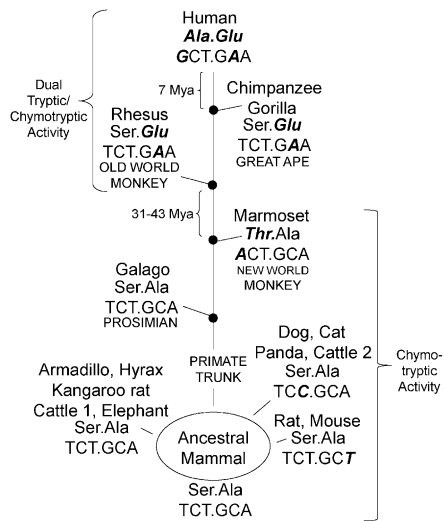 Human
Ala.Glu
GCT.GAA
Dual
Tryptic/
Chymotryptic
Activity
7 Mya
Chimpanzee
Gorilla
Ser.Glu
TCT.GAA
GREAT APE
Rhesus
Ser.Glu
TCT.GAA
OLD WORLD
MONKEY
31-43 Mya
Marmoset
Thr.Ala
ACT.GCA
NEW WORLD
MONKEY
Galago
Ser.Ala
TCT.GCA
PROSIMIAN
PRIMATE
TRUNK
Dog, Cat
Panda, Cattle 2
Ser.Ala
TCC.GCA
Chymo-
tryptic
Activity
Armadillo, Hyrax
Kangaroo rat
Cattle 1, Elephant
Ser.Ala
TCT.GCA
Rat, Mouse
Ser.Ala
TCT.GCT
Ancestral
Mammal
Ser.Ala
TCT.GCA